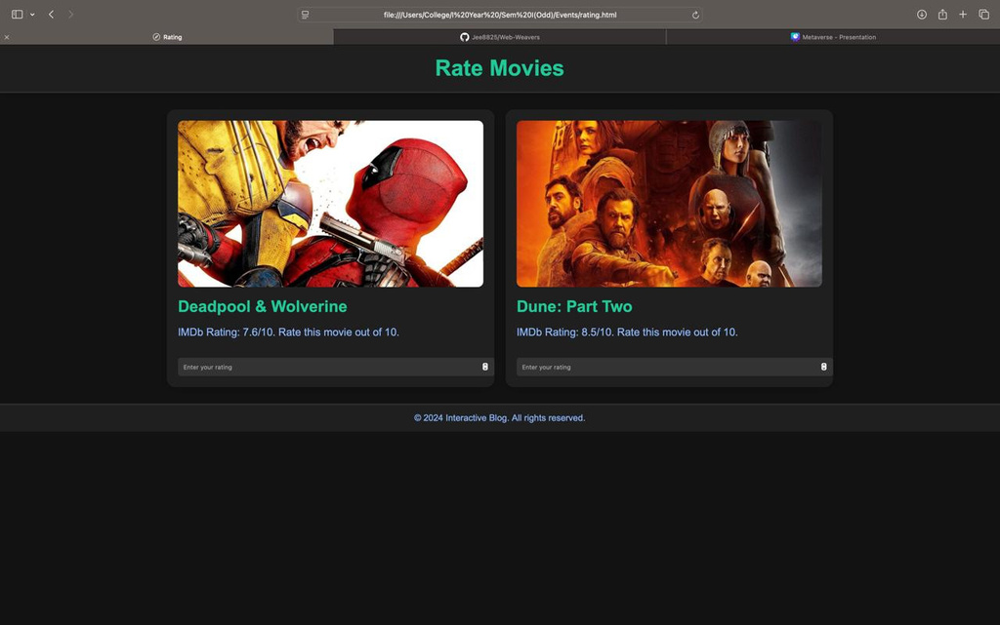 file:///Users/College/I%20Year%20/Sem%20I(Odd)/Events/rating.html
Rating
Jee8825/Web-Weavers
Metaverse - Presentation
Rate Movies
Deadpool & Wolverine
IMDb Rating: 7.6/10. Rate this movie out of 10.
Enter your rating
Dune: Part Two
IMDb Rating: 8.5/10. Rate this movie out of 10.
Enter your rating
© 2024 Interactive Blog. All rights reserved.